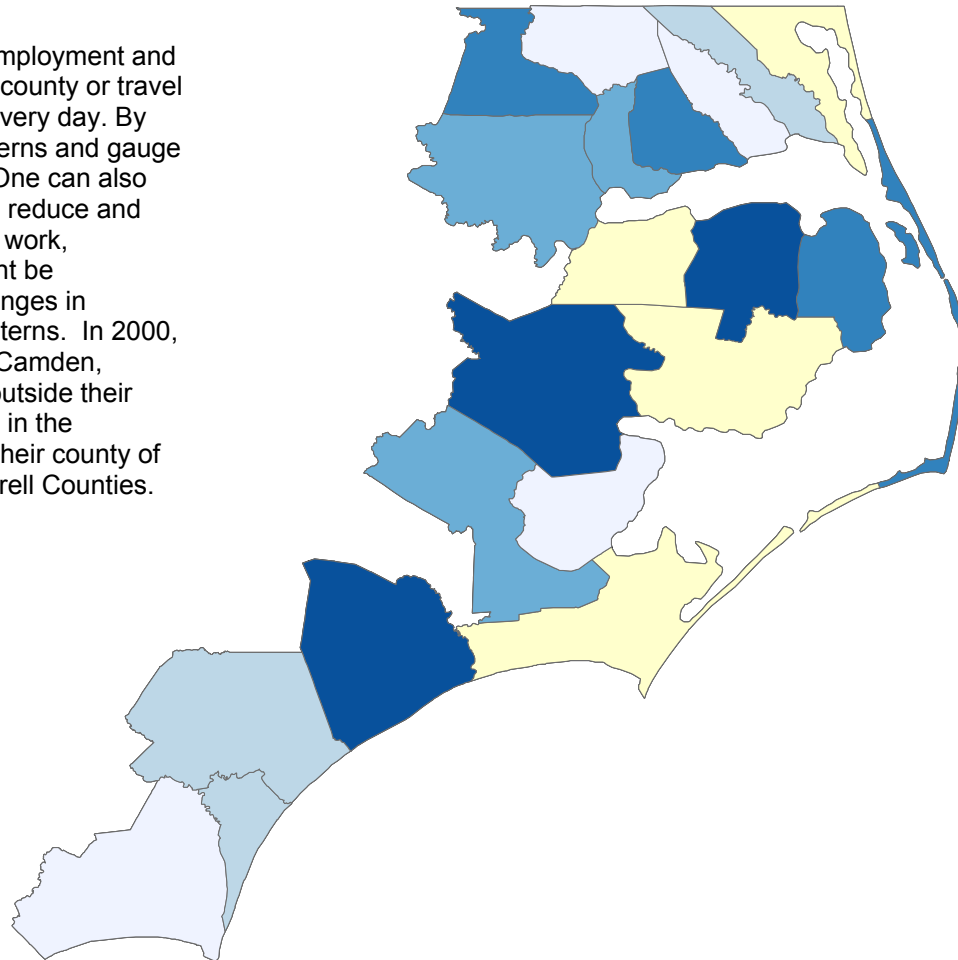 mployment and
county or travel
very day. By
erns and gauge
One can also
reduce and
work,
nt be
nges in
terns. In 2000,
Camden,
outside their
in the
heir county of
rell Counties.